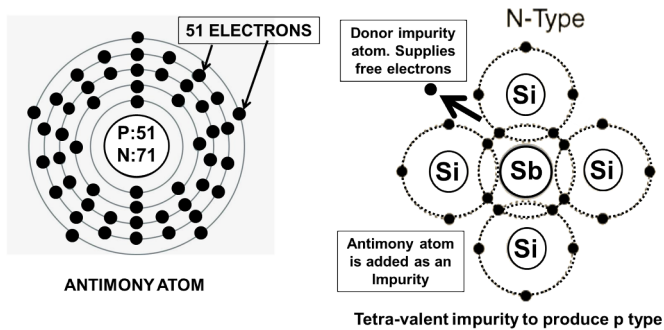 51 ELECTRONS
P:51
N:71
ANTIMONY ATOM
N-Type
Donor impurity
atom. Supplies
free electrons
Si
Si
Sb
Si
Si
Antimony atom
is added as an
Impurity
Tetra-valent impurity to produce p type